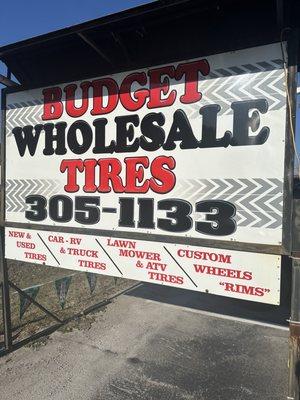 BUDGET
WHOLESALE
TIRES
305-1133
NEW &
USED
TIRES
CAR - RV
& TRUCK
TIRES
LAWN
MOWER
& ATV
TIRES
CUSTOM
WHEELS
"RIMS"